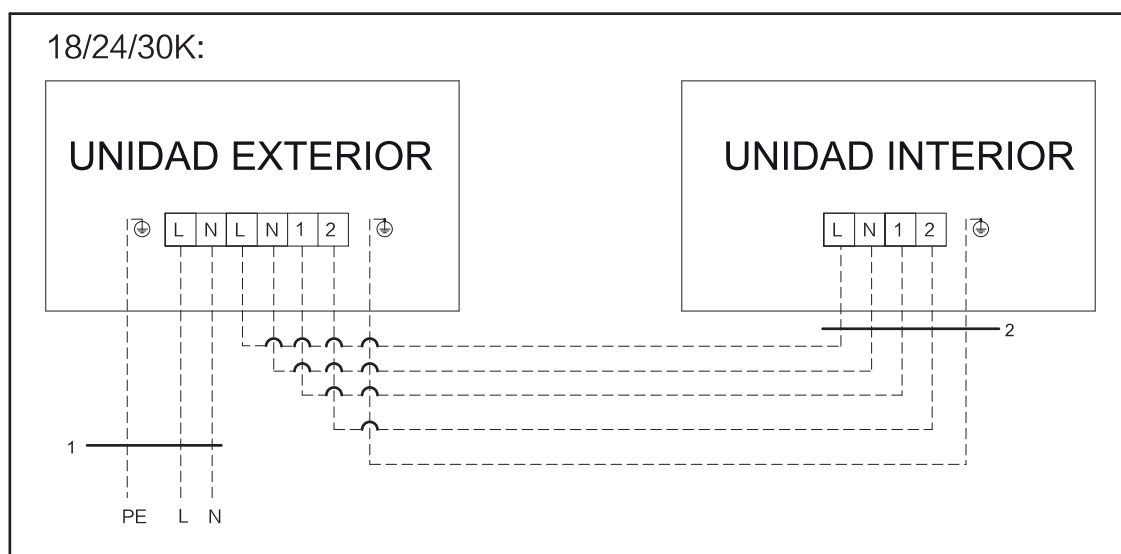 18/24/30K:
UNIDAD EXTERIOR
UNIDAD INTERIOR
L N L N 1 2
L N 1 2
2
1
PE L N